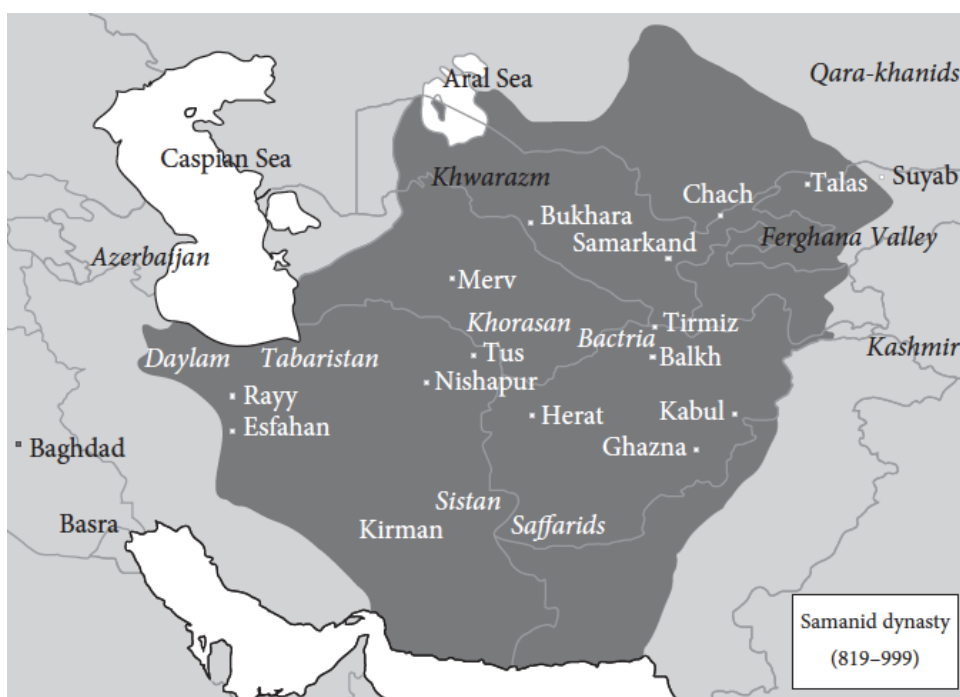 Aral Sea
Qara-khanids
Caspian Sea
Khwarazm
Chach
Talas
Suyab
Bukhara
Samarkand
Ferghana Valley
Azerbafjan
Merv
Khorasan
Bactria
Tirmiz
Daylam
Tabaristan
Tus
Balkh
Kashmir
Nishapur
Rayy
Herat
Kabul
Esfahan
Baghdad
Ghazna
Sistan
Basra
Kirman
Saffarids
Samanid dynasty
(819–999)